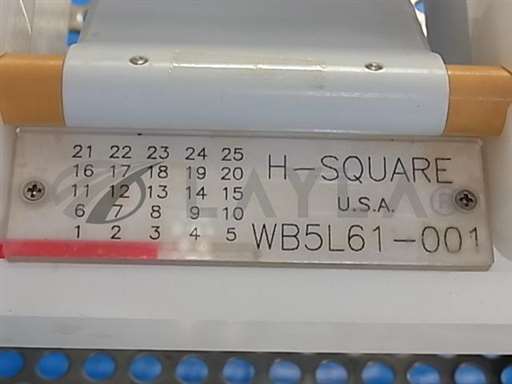 21 22 23 24 25
16 17 18 19 20
11 12 13 14 15
6 7 8 9 10
1 2 3 4 5
H-SQUARE
U.S.A.
WB5L61-001
LAYLA